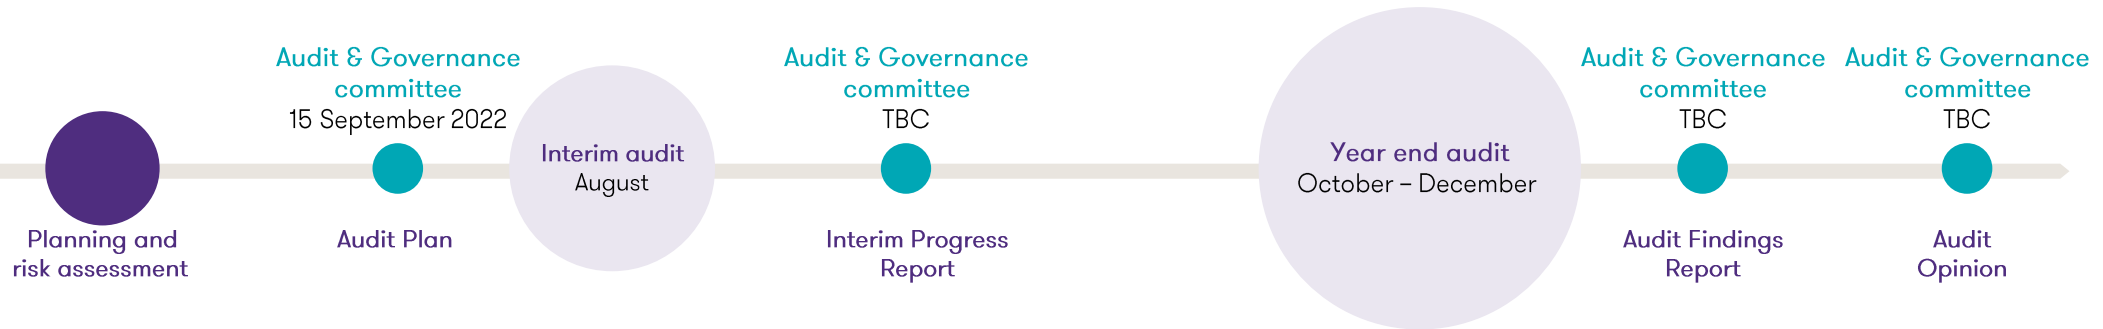 Audit & Governance
committee
15 September 2022
Audit & Governance
committee
TBC
Audit & Governance
committee
TBC
Audit & Governance
committee
TBC
Interim audit
August
Year end audit
October – December
Planning and
risk assessment
Audit Plan
Interim Progress
Report
Audit Findings
Report
Audit
Opinion